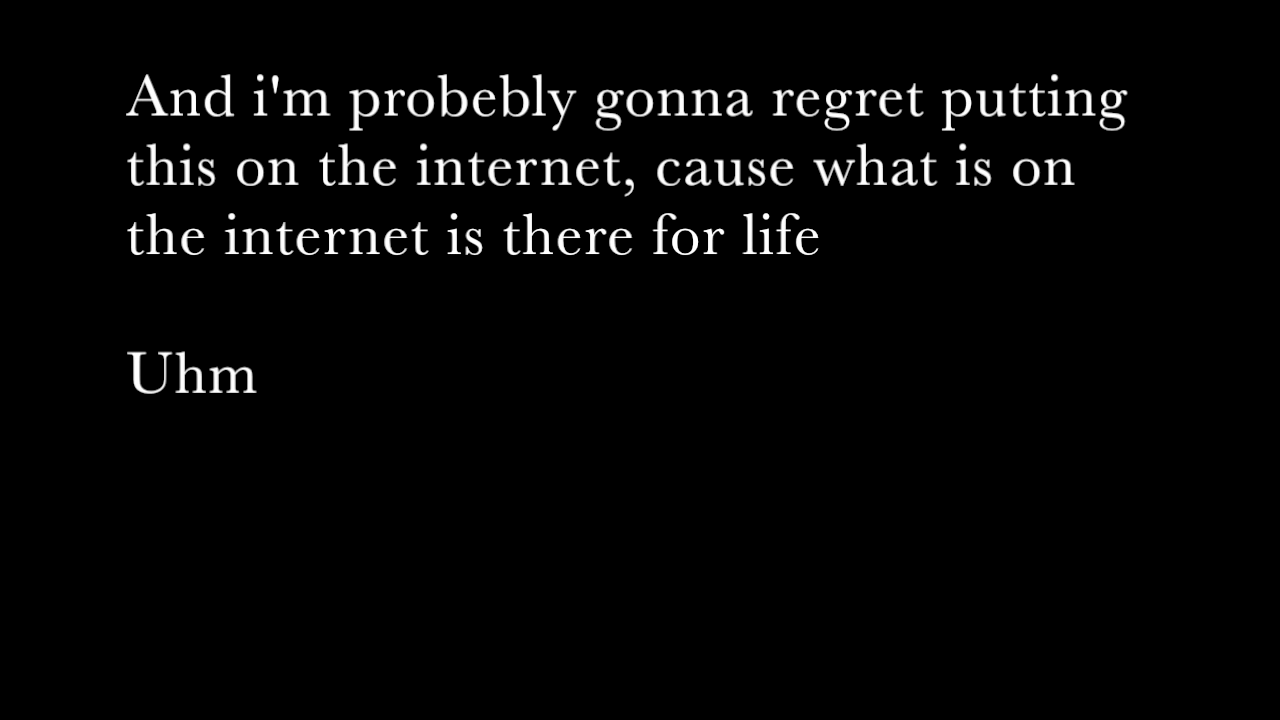 And i'm probebly gonna regret putting
this on the internet, cause what is on
the internet is there for life
Uhm